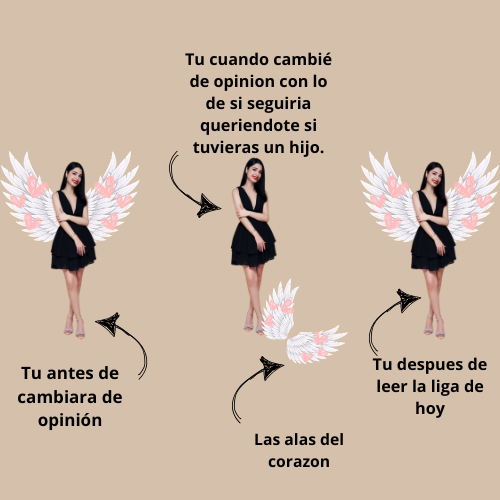 Tu cuando cambié
de opinion con lo
de si seguiria
queriendote si
tuvieras un hijo.
Tu antes de
cambiara de
opinión
Tu despues de
leer la liga de
hoy
Las alas del
corazon